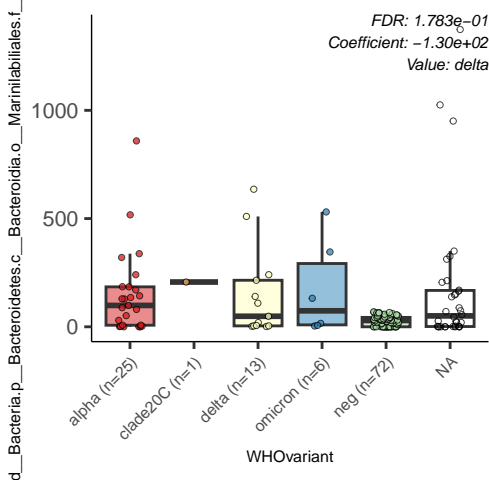 FDR: 1.783e−01
Coefficient: −1.30e+02
Value: delta
d__Bacteria.p__Bacteroidetes.c__Bacteroidia.o__Marinilabiliales.f__
1000
500
0
alpha (n=25)
clade20C (n=1)
delta (n=13)
omicron (n=6)
neg (n=72)
NA
WHOvariant